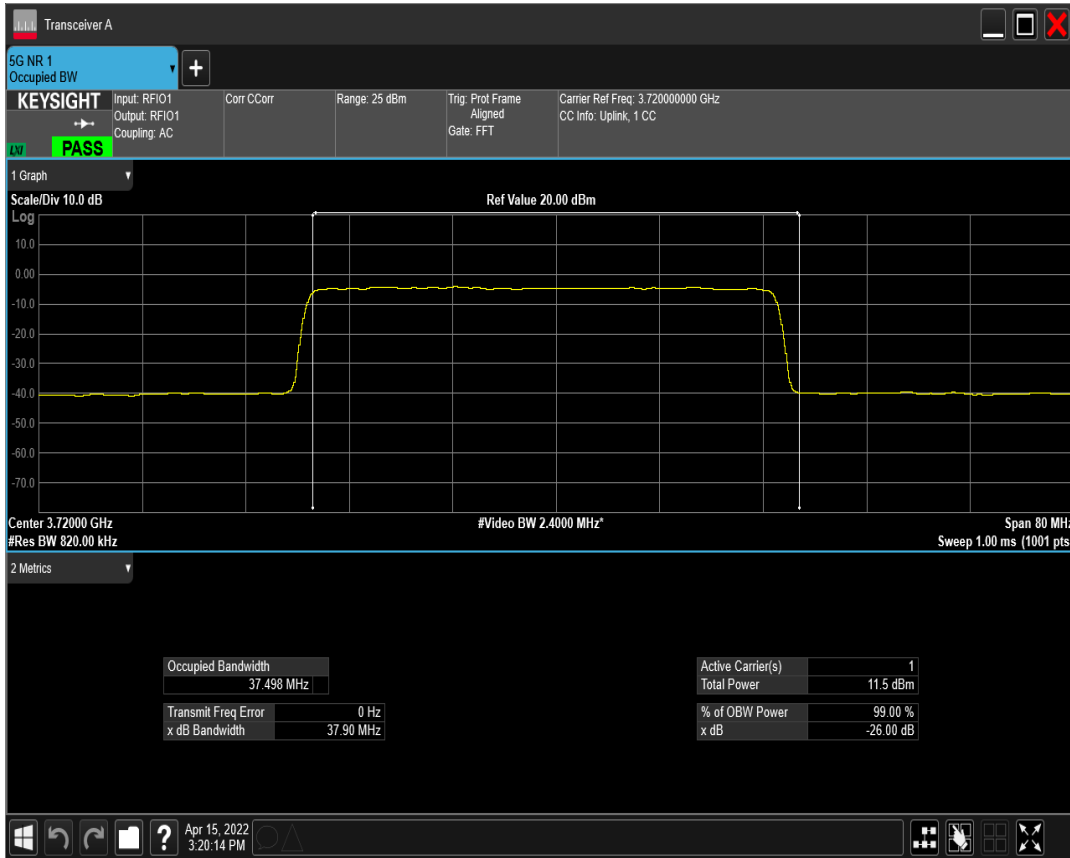 Transceiver A
5G NR 1
Occupied BW
+
KEYSIGHT
LXI
PASS
Input: RFIO1
Output: RFIO1
Coupling: AC
Corr CCorr
Range: 25 dBm
Trig: Prot Frame
Aligned
Gate: FFT
Carrier Ref Freq: 3.720000000 GHz
CC Info: Uplink, 1 CC
1 Graph
Scale/Div 10.0 dB
Ref Value 20.00 dBm
Log
10.0
0.00
-10.0
-20.0
-30.0
-40.0
-50.0
-60.0
-70.0
Center 3.72000 GHz
#Video BW 2.4000 MHz*
Span 80 MHz
#Res BW 820.00 kHz
Sweep 1.00 ms (1001 pts
2 Metrics
Occupied Bandwidth
37.498 MHz
Transmit Freq Error 0 Hz
x dB Bandwidth 37.90 MHz
Active Carrier(s) 1
Total Power 11.5 dBm
% of OBW Power 99.00 %
x dB -26.00 dB
?
Apr 15, 2022
3:20:14 PM